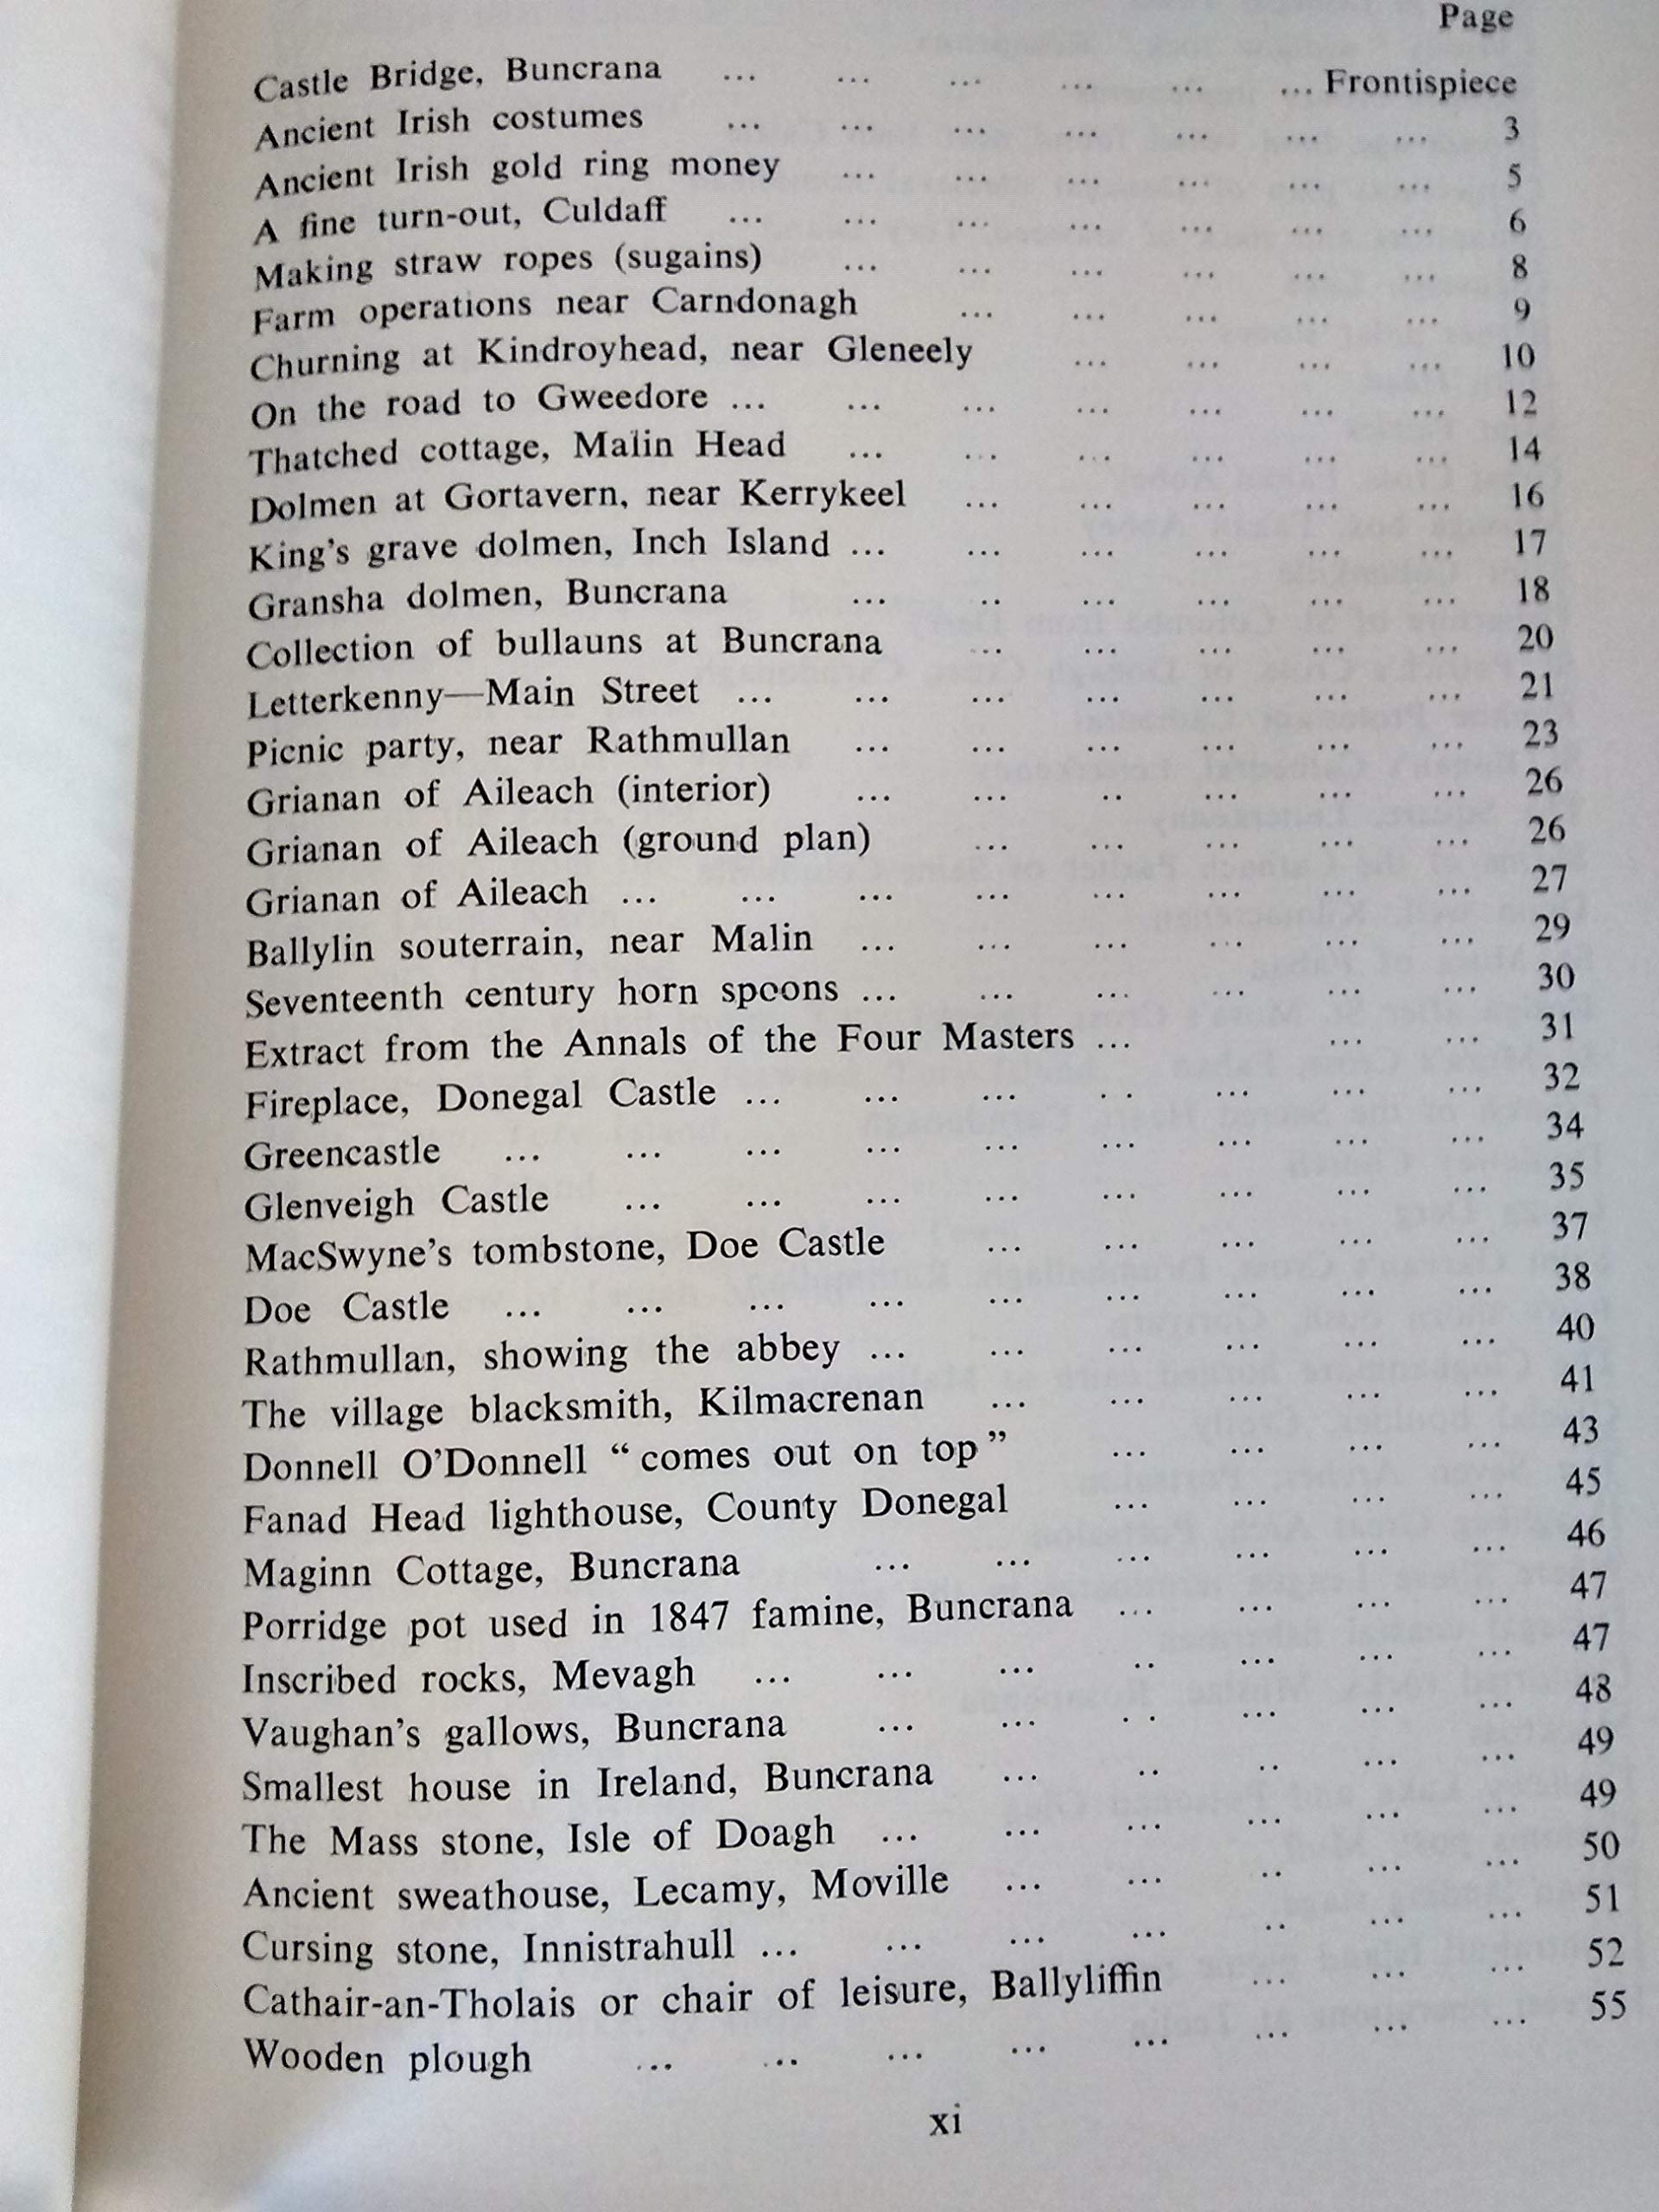 Page
Castle Bridge, Buncrana ... ... ... ... ... ... Frontispiece
Ancient Irish costumes ... ... ... ... ... ... ... 3
Ancient Irish gold ring money ... ... ... ... ... ... 5
A fine turn-out, Culdaff ... ... ... ... ... ... ... 6
Making straw ropes (sugains) ... ... ... ... ... ... 8
Farm operations near Carndonagh ... ... ... ... ... 9
Churning at Kindroyhead, near Gleneely ... ... ... ... 10
On the road to Gweedore ... ... ... ... ... ... ... 12
Thatched cottage, Malin Head ... ... ... ... ... ... 14
Dolmen at Gortavern, near Kerrykeel ... ... ... ... ... 16
King's grave dolmen, Inch Island ... ... ... ... ... ... 17
Gransha dolmen, Buncrana ... .. ... ... ... ... 18
Collection of bullauns at Buncrana ... ... ... ... ... 20
Letterkenny—Main Street ... ... ... ... ... ... ... 21
Picnic party, near Rathmullan ... ... ... ... ... ... 23
Grianan of Aileach (interior) ... ... .. ... ... ... 26
Grianan of Aileach (ground plan) ... ... ... ... ... 26
Grianan of Aileach ... ... ... ... ... ... ... ... 27
Ballylin souterrain, near Malin ... ... ... ... ... ... 29
Seventeenth century horn spoons ... ... ... ... ... ... 30
Extract from the Annals of the Four Masters ... ... ... 31
Fireplace, Donegal Castle ... ... ... . . ... ... ... 32
Greencastle ... ... ... ... ... ... ... ... ... 34
Glenveigh Castle ... ... ... ... ... ... ... ... 35
MacSwyne's tombstone, Doe Castle ... ... ... ... ... 37
Doe Castle ... ... ... ... ... ... ... ... ... 38
Rathmullan, showing the abbey ... ... ... ... ... ... 40
The village blacksmith, Kilmacrenan ... ... ... ... ... 41
Donnell O'Donnell “comes out on top” ... ... ... ... 43
Fanad Head lighthouse, County Donegal ... ... ... ... 45
Maginn Cottage, Buncrana ... ... ... ... ... ... 46
Porridge pot used in 1847 famine, Buncrana ... ... ... ... 47
Inscribed rocks, Mevagh ... ... ... .. ... ... ... 47
Vaughan's gallows, Buncrana ... ... . . ... ... ... 48
Smallest house in Ireland, Buncrana ... .. .. ... ... 49
The Mass stone, Isle of Doagh ... ... ... ... ... ... 49
Ancient sweathouse, Lecamy, Moville ... ... .. ... ... 50
Cursing stone, Innistrahull ... ... ... ... .. ... ... 51
Cathair-an-Tholais or chair of leisure, Ballyliffin ... ... ... 52
Wooden plough ... .. ... ... ... ... ... ... 55
xi